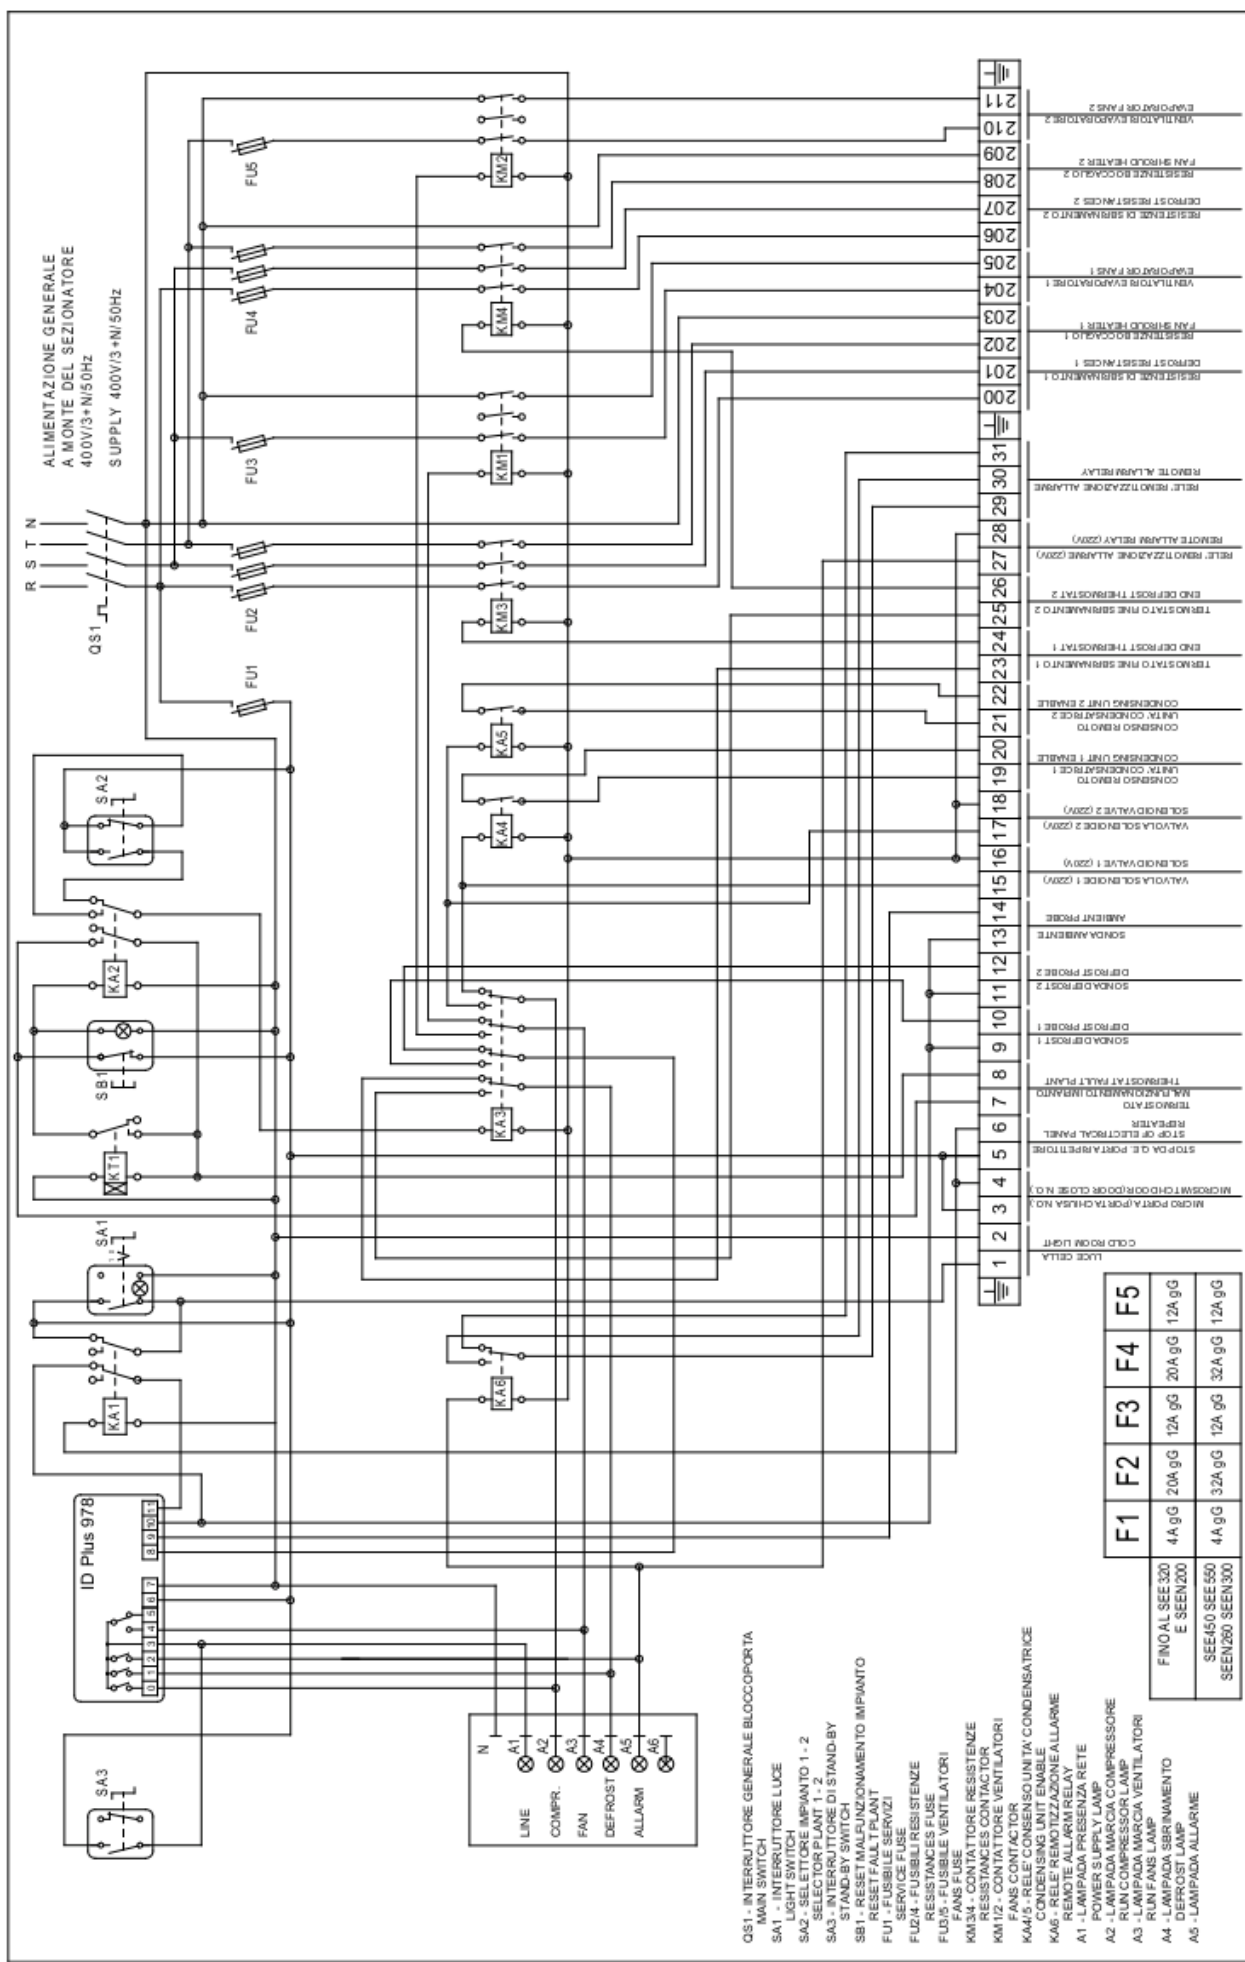 ALIMENTAZIONE GENERALE
A MONTE DEL SEZIONATORE
400V/3+N/50Hz
SUPPLY 400V/3+N/50Hz
R S T N
QS1
FU1
FU2
FU3
FU4
FU5
SA3
ID Plus 978
0 1 2 3 4 5 6 7 8 9 10 11
KA1
SA1
1
KT1
SB1
KA2
SA2
KA6
KA3
KA4
KA5
KM3
KM1
KM4
KM2
N
A1
A2
A3
A4
A5
A6
LINE
COMPR.
FAN
DEFROST
ALLARM
1 2 3 4 5 6 7 8 9 10 11 12 13 14 15 16 17 18 19 20 21 22 23 24 25 26 27 28 29 30 31
200 201 202 203 204 205 206 207 208 209 210 211
LUCE CELLA
COLD ROOM LIGHT
MICRO PORTA (PORTA CHIUSA N.O.)
MICROSWITCH DOOR (DOOR CLOSE N.O.)
STOP DA Q.E. PORTA RIPETITORE
STOP OF ELECTRICAL PANEL
REPEATER
TERMOSTATO
MALFUNZIONAMENTO IMPIANTO
THERMOSTAT FAULT PLANT
SONDA DEFROST 1
DEFROST PROBE 1
SONDA DEFROST 2
DEFROST PROBE 2
SONDA AMBIENTE
AMBIENT PROBE
VALVOLA SOLENOIDE 1 (220V)
SOLENOID VALVE 1 (220V)
VALVOLA SOLENOIDE 2 (220V)
SOLENOID VALVE 2 (220V)
CONSENSO REMOTO
UNITA' CONDENSATRICE 1
CONDENSING UNIT 1 ENABLE
CONSENSO REMOTO
UNITA' CONDENSATRICE 2
CONDENSING UNIT 2 ENABLE
TERMOSTATO FINE SBRINAMENTO 1
END DEFROST THERMOSTAT 1
TERMOSTATO FINE SBRINAMENTO 2
END DEFROST THERMOSTAT 2
RELE' REMOTIZZAZIONE ALLARME (220V)
REMOTE ALLARM RELAY (220V)
RELE' REMOTIZZAZIONE ALLARME
REMOTE ALLARM RELAY
RESISTENZE DI SBRINAMENTO 1
DEFROST RESISTANCES 1
RESISTENZE BOCCAGLIO 1
FAN SHROUD HEATER 1
VENTILATORI EVAPORATORE 1
EVAPORATOR FANS 1
RESISTENZE DI SBRINAMENTO 2
DEFROST RESISTANCES 2
RESISTENZE BOCCAGLIO 2
FAN SHROUD HEATER 2
VENTILATORI EVAPORATORE 2
EVAPORATOR FANS 2
QS1 - INTERRUTTORE GENERALE BLOCCOPORTA
MAIN SWITCH
SA1 - INTERRUTTORE LUCE
LIGHT SWITCH
SA2 - SELETTORE IMPIANTO 1 - 2
SELECTOR PLANT 1 - 2
SA3 - INTERRUTTORE DI STAND-BY
STAND-BY SWITCH
SB1 - RESET MALFUNZIONAMENTO IMPIANTO
RESET FAULT PLANT
FU1 - FUSIBILE SERVIZI
SERVICE FUSE
FU2/4 - FUSIBILI RESISTENZE
RESISTANCES FUSE
FU3/5 - FUSIBILE VENTILATORI
FANS FUSE
KM3/4 - CONTATTORE RESISTENZE
RESISTANCES CONTACTOR
KM1/2 - CONTATTORE VENTILATORI
FANS CONTACTOR
KA4/5 - RELE' CONSENSO UNITA' CONDENSATRICE
CONDENSING UNIT ENABLE
KA6 - RELE' REMOTIZZAZIONE ALLARME
REMOTE ALLARM RELAY
A1 - LAMPADA PRESENZA RETE
POWER SUPPLY LAMP
A2 - LAMPADA MARCIA COMPRESSORE
RUN COMPRESSOR LAMP
A3 - LAMPADA MARCIA VENTILATORI
RUN FANS LAMP
A4 - LAMPADA SBRINAMENTO
DEFROST LAMP
A5 - LAMPADA ALLARME
F1 F2 F3 F4 F5
FINO AL SEE320
E SEEN200
4A gG 20A gG 12A gG 20A gG 12A gG
SEE450 SEE550
SEEN260 SEEN300
4A gG 32A gG 12A gG 32A gG 12A gG